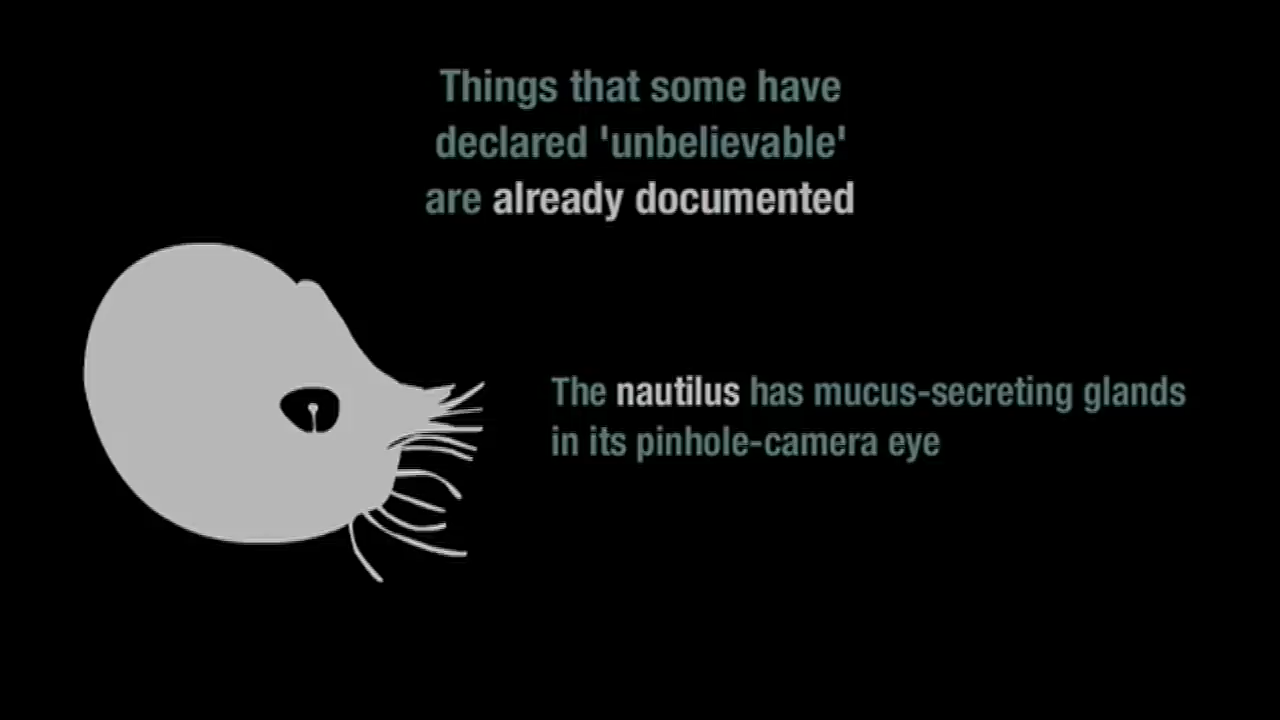 Things that some have
declared 'unbelievable'
are already documented
The nautilus has mucus-secreting glands
in its pinhole-camera eye